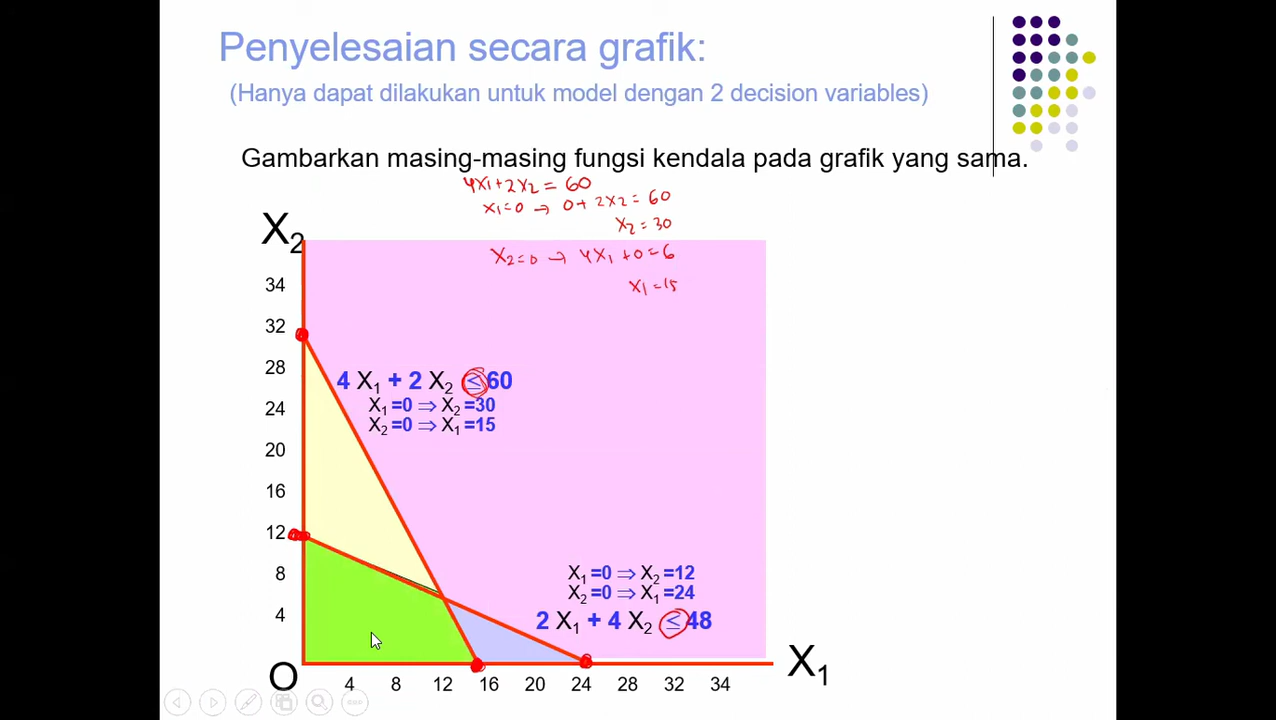 Penyelesaian secara grafik:
(Hanya dapat dilakukan untuk model dengan 2 decision variables)
Gambarkan masing-masing fungsi kendala pada grafik yang sama.
4X1+2X2 = 60
X1=0 → 0+ 2X2 = 60
X2 = 30
X2=0 → 4X1 +0 = 6
X1 = 15
X2
34
32
28
24
20
16
12
8
4
4 X1 + 2 X2 ≤ 60
X1 =0 ⇒ X2 =30
X2 =0 ⇒ X1 =15
X1 =0 ⇒ X2 =12
X2 =0 ⇒ X1 =24
2 X1 + 4 X2 ≤ 48
O
4 8 12 16 20 24 28 32 34
X1